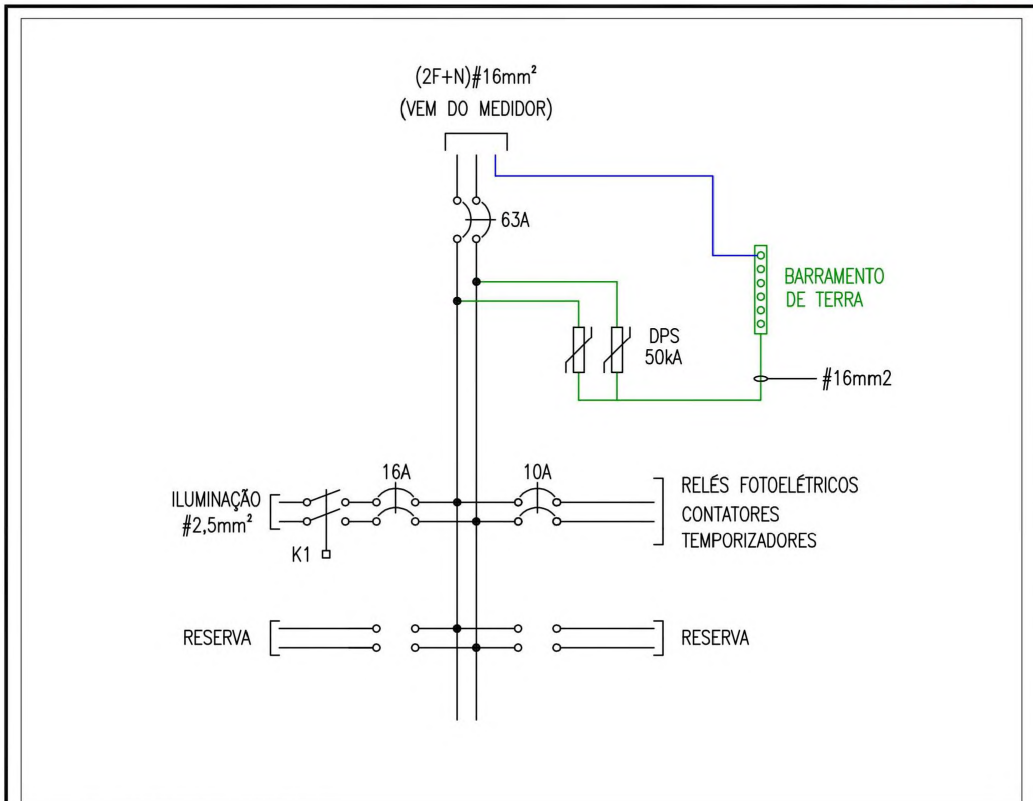 (2F+N)#16mm²
(VEM DO MEDIDOR)
63A
BARRAMENTO
DE TERRA
DPS
50kA
#16mm2
16A
10A
ILUMINAÇÃO
#2,5mm²
K1
RELÉS FOTOELÉTRICOS
CONTATORES
TEMPORIZADORES
RESERVA
RESERVA